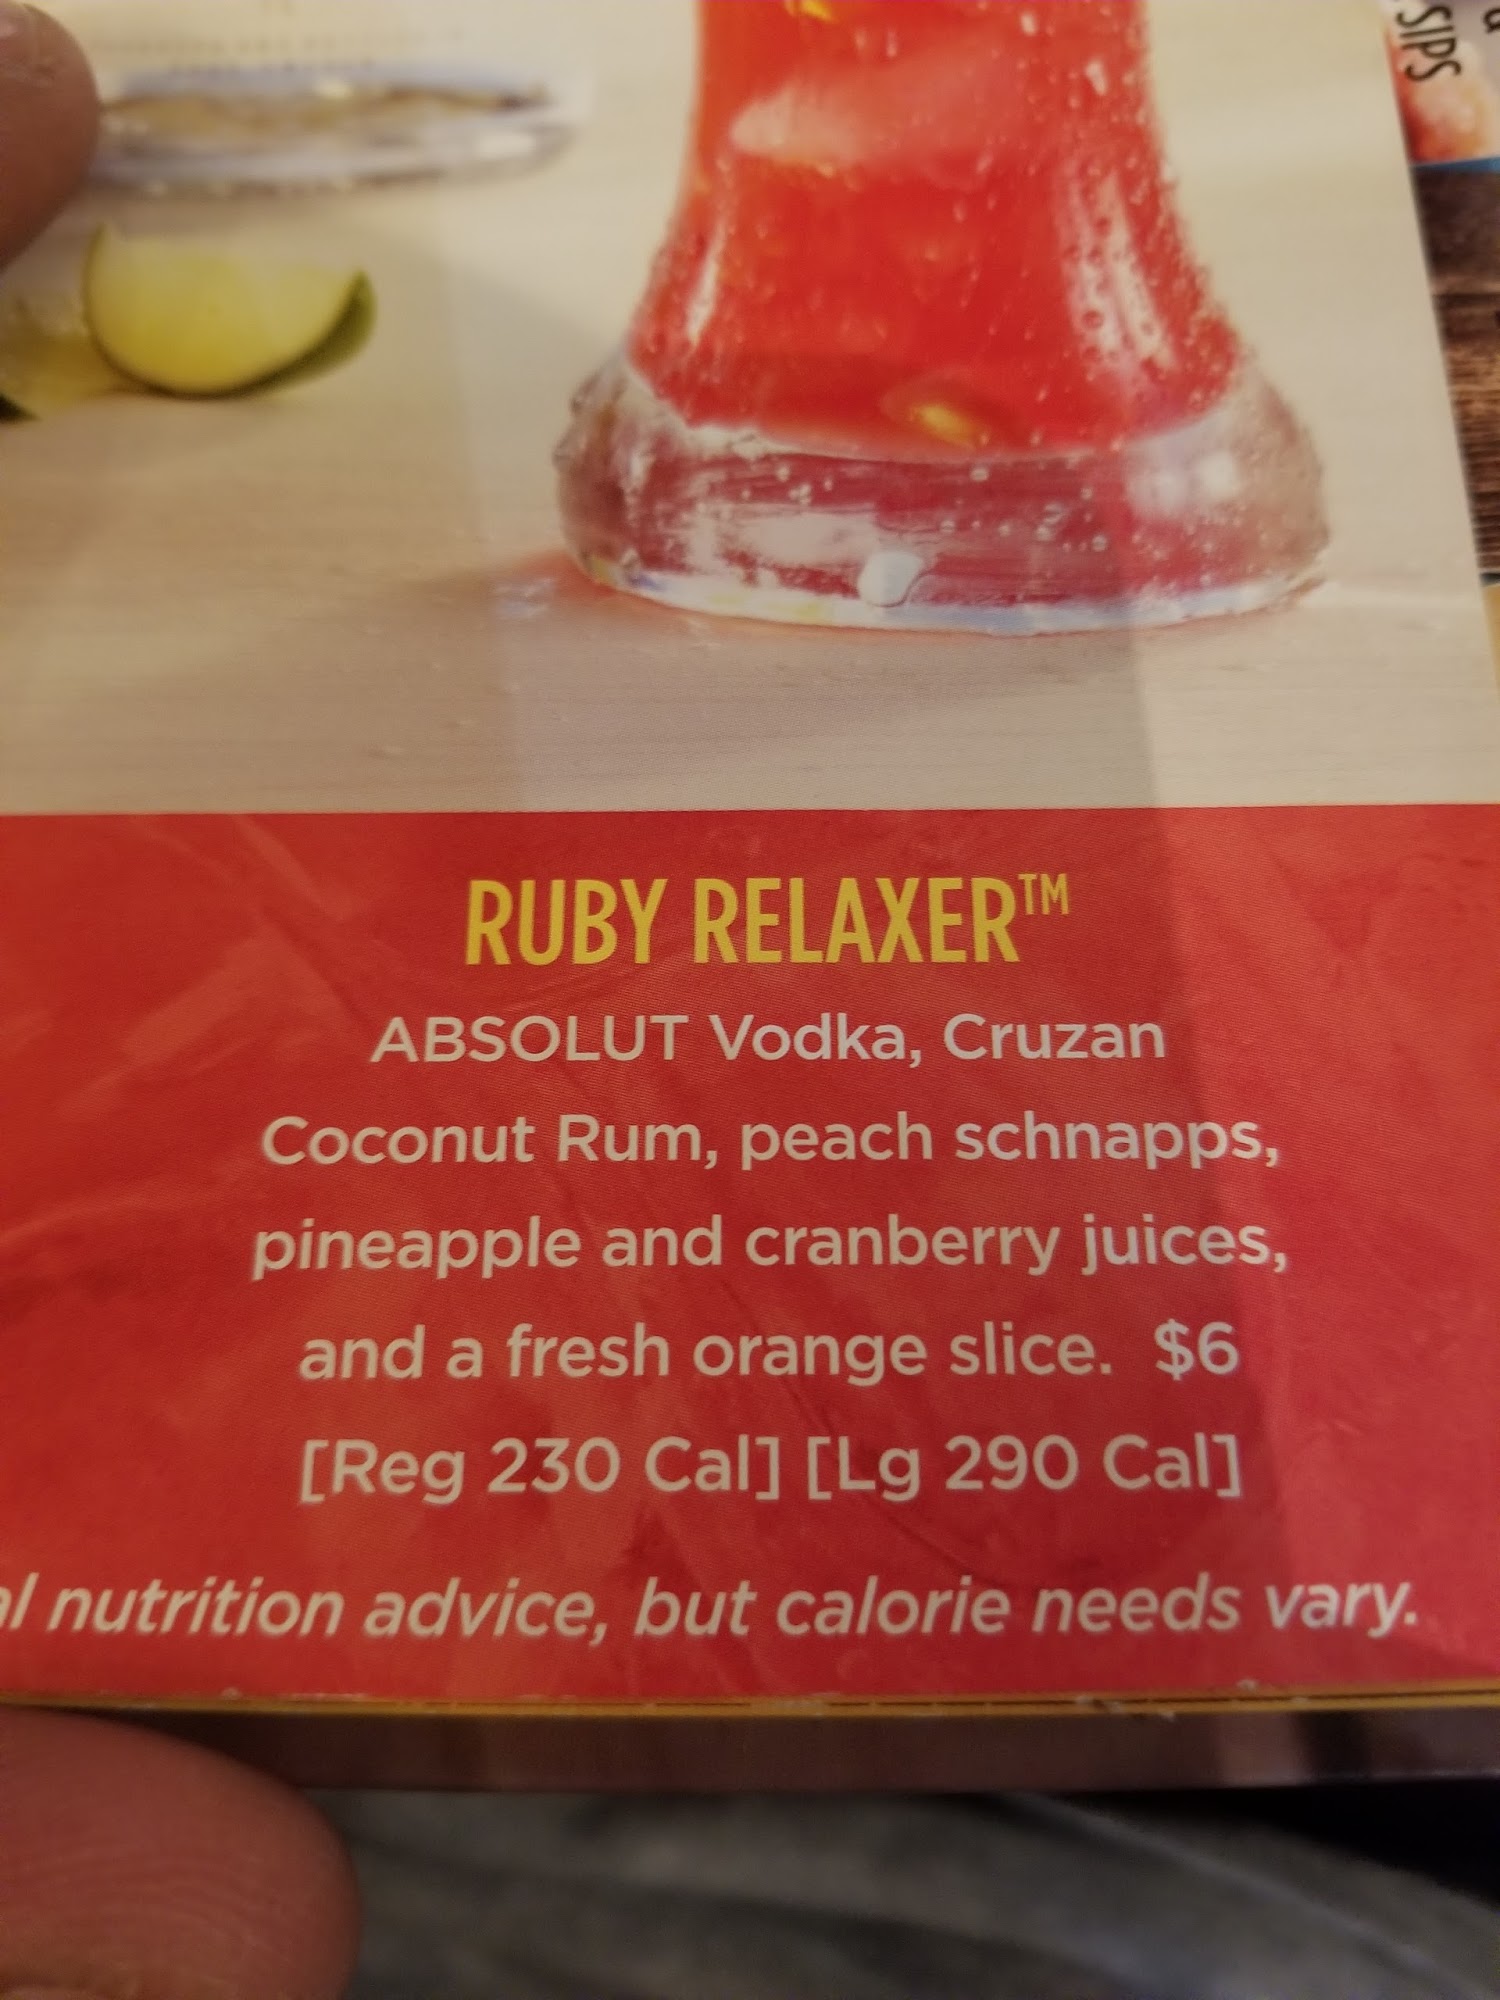 SIPS
RUBY RELAXER™
ABSOLUT Vodka, Cruzan
Coconut Rum, peach schnapps,
pineapple and cranberry juices,
and a fresh orange slice. $6
[Reg 230 Cal] [Lg 290 Cal]
nutrition advice, but calorie needs vary.